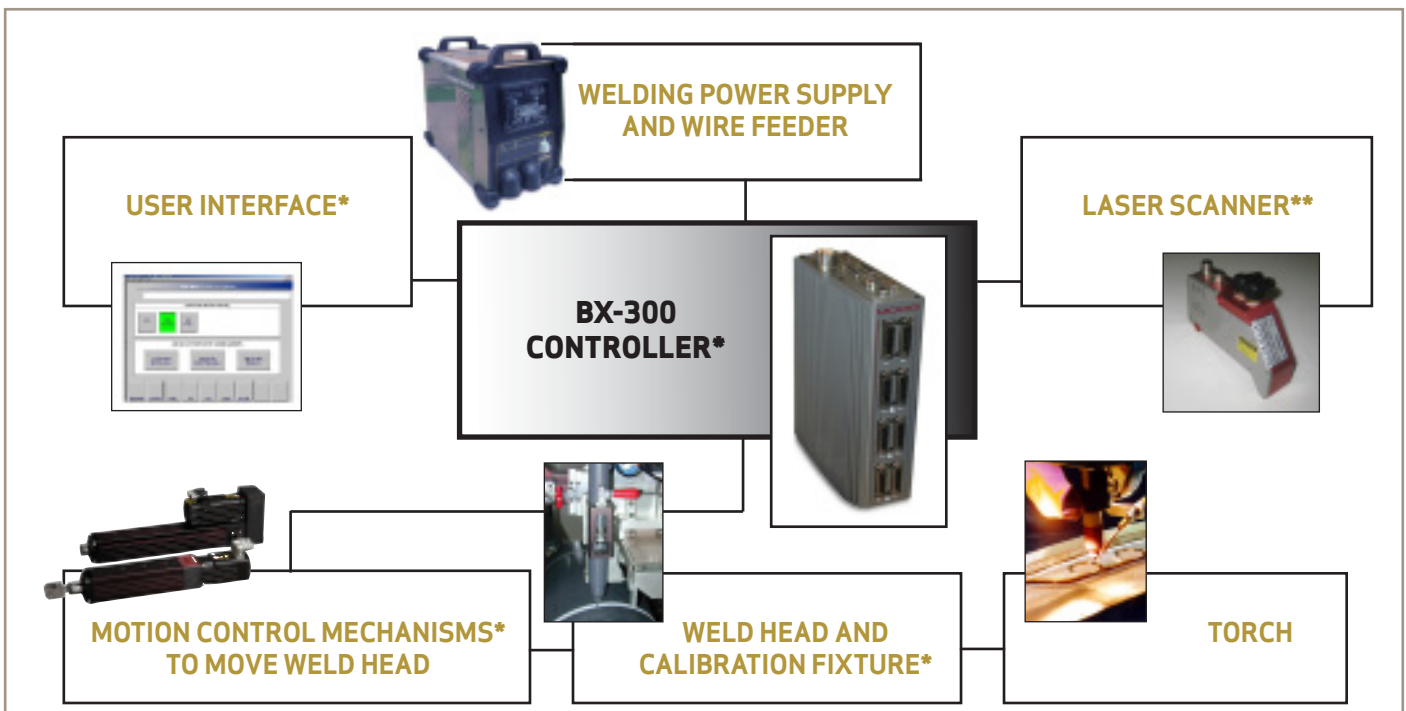 WELDING POWER SUPPLY
AND WIRE FEEDER
USER INTERFACE*
LASER SCANNER**
BX-300
CONTROLLER*
MOTION CONTROL MECHANISMS*
TO MOVE WELD HEAD
WELD HEAD AND
CALIBRATION FIXTURE*
TORCH